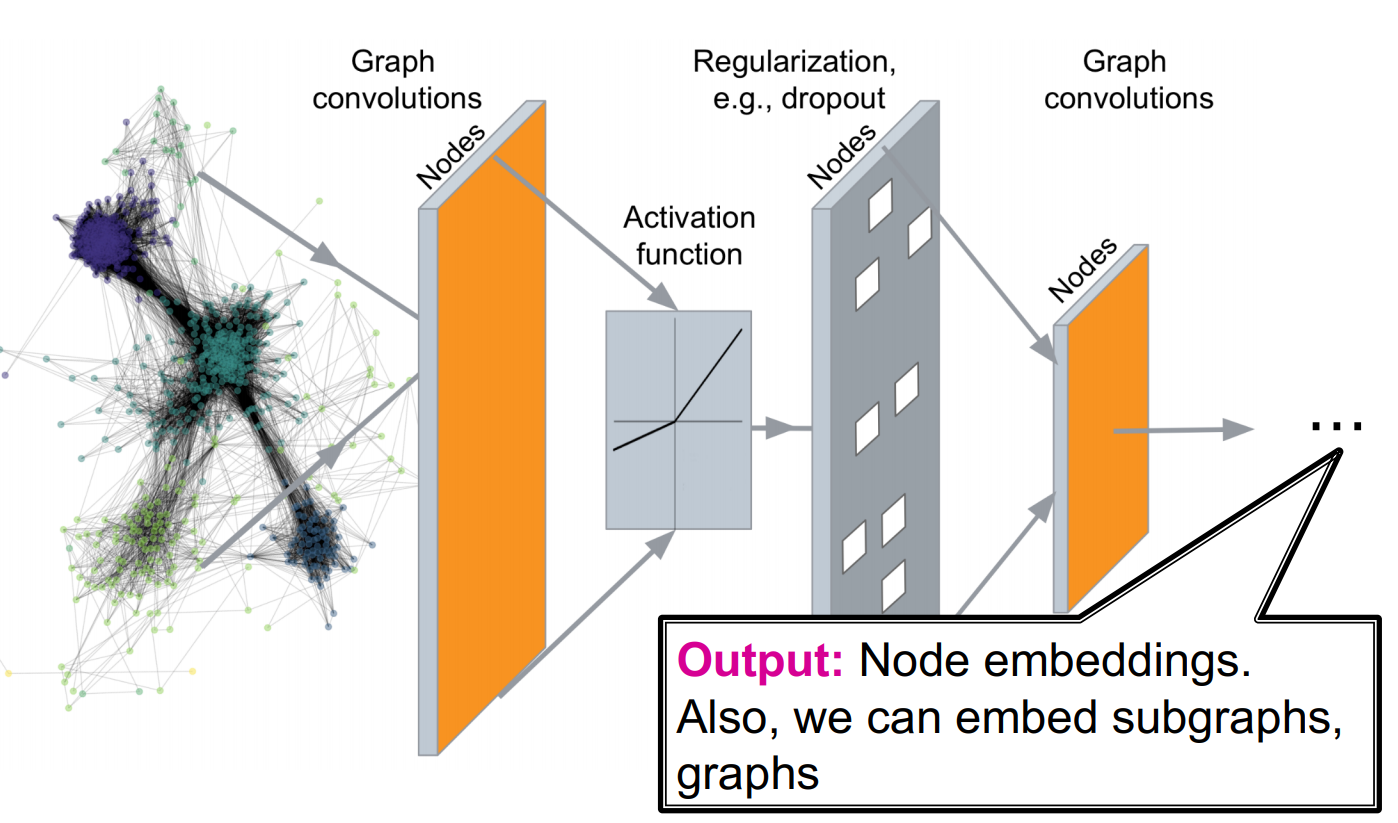 Graph
convolutions
Nodes
Activation
function
Regularization,
e.g., dropout
Nodes
Graph
convolutions
Nodes
...
Output: Node embeddings.
Also, we can embed subgraphs,
graphs